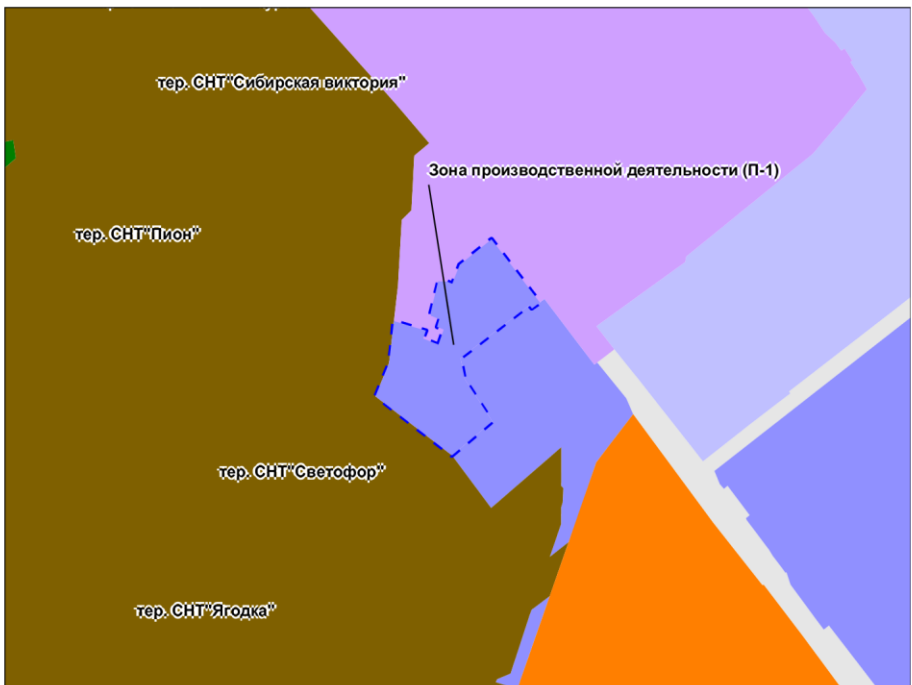 тер. СНТ"Сибирская виктория"
Зона производственной деятельности (П-1)
тер. СНТ"Пион"
тер. СНТ"Светофор"
тер. СНТ"Ягодка"